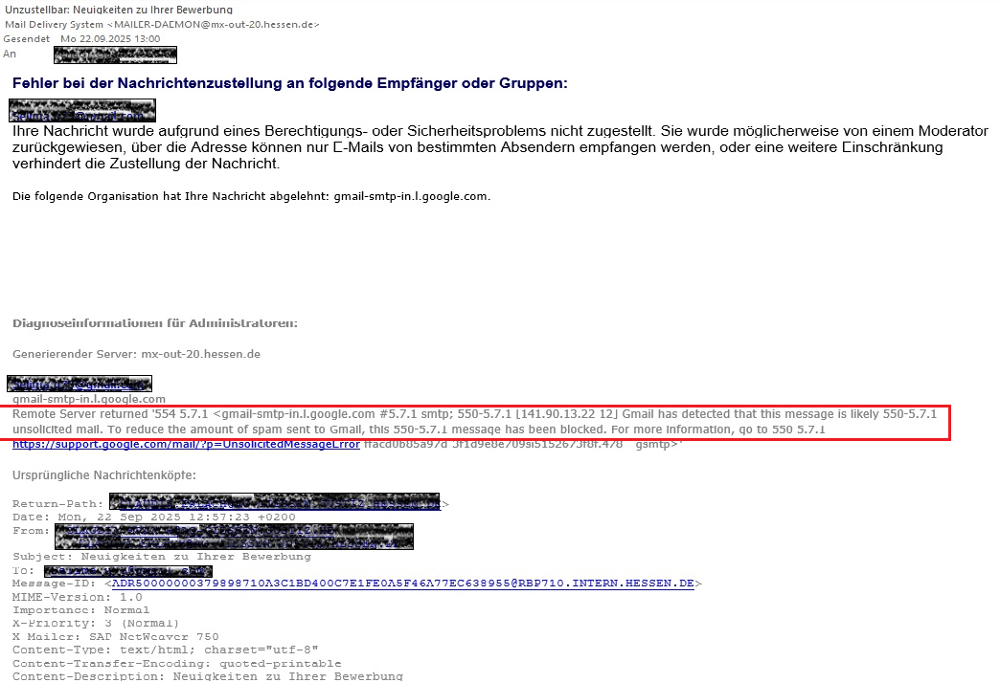 Unzustellbar: Neuigkeiten zu Ihrer Bewerbung
Mail Delivery System <MAILER-DAEMON@mx-out-20.hessen.de>
Gesendet Mo 22.09.2025 13:00
An
Fehler bei der Nachrichtenzustellung an folgende Empfänger oder Gruppen:
Ihre Nachricht wurde aufgrund eines Berechtigungs- oder Sicherheitsproblems nicht zugestellt. Sie wurde möglicherweise von einem Moderator
zurückgewiesen, über die Adresse können nur E-Mails von bestimmten Absendern empfangen werden, oder eine weitere Einschränkung
verhindert die Zustellung der Nachricht.
Die folgende Organisation hat Ihre Nachricht abgelehnt: gmail-smtp-in.l.google.com.
Diagnoseinformationen für Administratoren:
Generierender Server: mx-out-20.hessen.de
gmail-smtp-in.l.google.com
Remote Server returned '554 5.7.1 <gmail-smtp-in.l.google.com #5.7.1 smtp; 550-5.7.1 [141.90.13.22 12] Gmail has detected that this message is likely 550-5.7.1
unsolicited mail. To reduce the amount of spam sent to Gmail, this 550-5.7.1 message has been blocked. For more information, go to 550 5.7.1
https://support.google.com/mail/?p=UnsolicitedMessageError gsmtp>'
Ursprüngliche Nachrichtenköpfe:
Return-Path: >
Date: Mon, 22 Sep 2025 12:57:23 +0200
From:
Subject: Neuigkeiten zu Ihrer Bewerbung
To:
Message-ID: <ADR50000000379898710A3C1BD400C7E1FE0A5F46A77EC638955@RBP710.INTERN.HESSEN.DE>
MIME-Version: 1.0
Importance: Normal
X-Priority: 3 (Normal)
X Mailer: SAP NetWeaver 750
Content-Type: text/html; charset="utf-8"
Content-Transfer-Encoding: quoted-printable
Content-Description: Neuigkeiten zu Ihrer Bewerbung